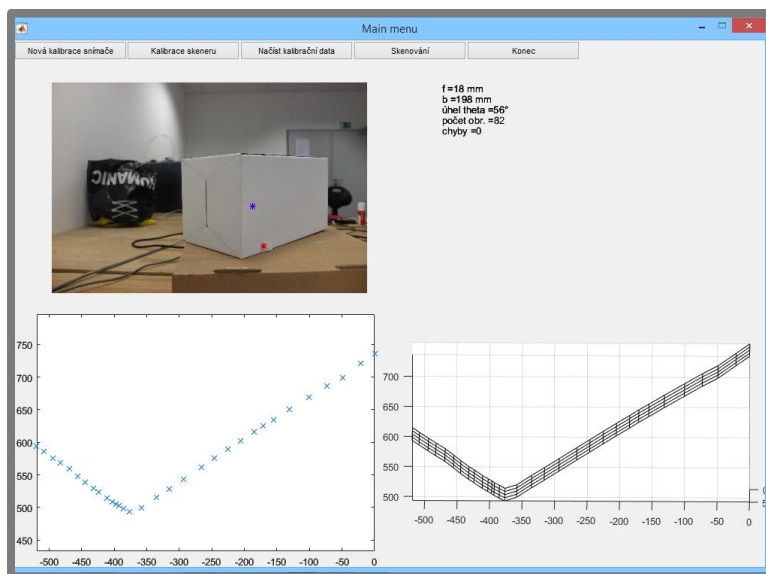 Main menu
Nová kalibrace snímače Kalibrace skeneru Načíst kalibrační data Skenování Konec
f =18 mm
b =198 mm
úhel theta =56°
počet obr. =82
chyby =0
HUMANIC
750
700
650
600
550
500
450
-500 -450 -400 -350 -300 -250 -200 -150 -100 -50 0
700
650
600
550
500
-500 -450 -400 -350 -300 -250 -200 -150 -100 -50 0